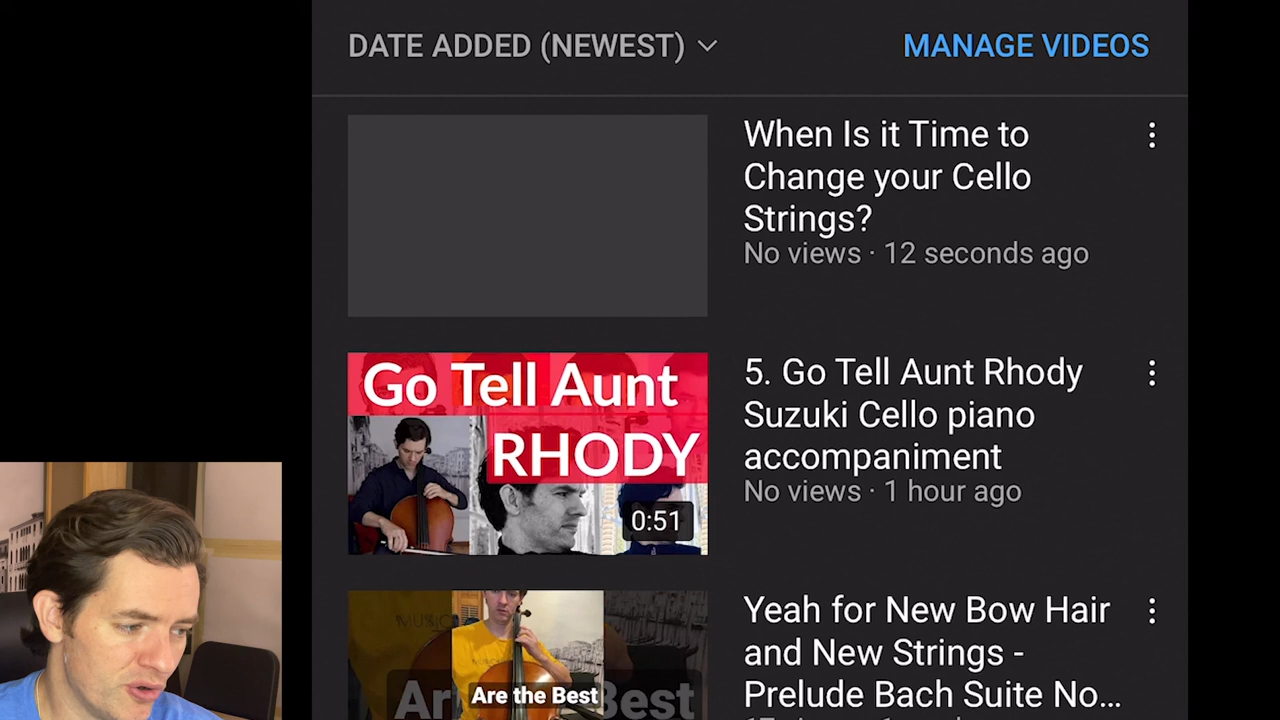 DATE ADDED (NEWEST)
MANAGE VIDEOS
When Is it Time to
Change your Cello
Strings?
No views · 12 seconds ago
Go Tell Aunt
RHODY
0:51
5. Go Tell Aunt Rhody
Suzuki Cello piano
accompaniment
No views · 1 hour ago
MUSIC
Are the Best
Yeah for New Bow Hair
and New Strings -
Prelude Bach Suite No...